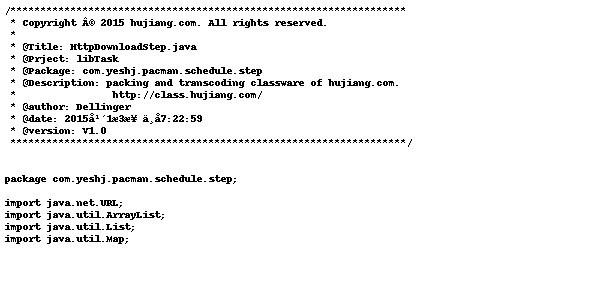 /******************************************************************
* Copyright Â© 2015 hujiang.com. All rights reserved.
*
* @Title: HttpDownloadStep.java
* @Prject: libTask
* @Package: com.yeshj.pacman.schedule.step
* @Description: packing and transcoding classware of hujiang.com.
* http://class.hujiang.com/
* @author: Dellinger
* @date: 2015å¹´1æ3æ¥ ä¸å7:22:59
* @version: V1.0
******************************************************************/
package com.yeshj.pacman.schedule.step;
import java.net.URL;
import java.util.ArrayList;
import java.util.List;
import java.util.Map;